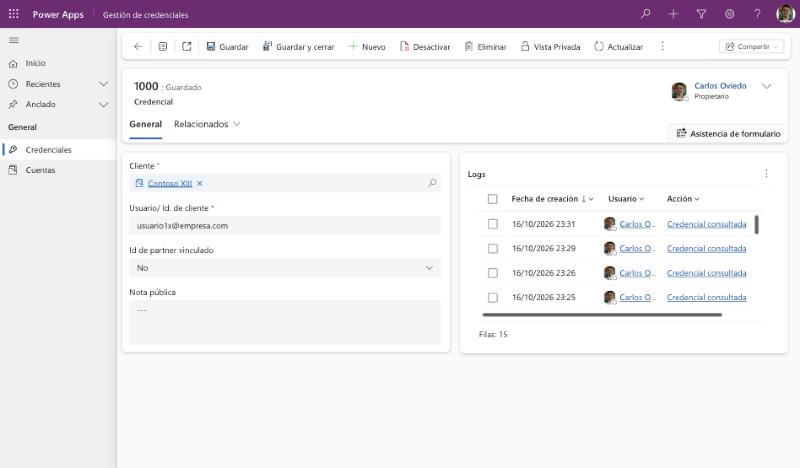 Power Apps Gestión de credenciales
Guardar Guardar y cerrar Nuevo Desactivar Eliminar Vista Privada Actualizar Compartir
Inicio
Recientes
Anclado
General
Credenciales
Cuentas
1000 : Guardado
Credencial
Carlos Oviedo
Propietario
General Relacionados
Asistencia de formulario
Cliente *
Contoso XIII
Usuario/ Id. de cliente *
usuario1x@empresa.com
Id de partner vinculado
No
Nota pública
---
Logs
Fecha de creación Usuario Acción
16/10/2026 23:31 Carlos O... Credencial consultada
16/10/2026 23:29 Carlos O... Credencial consultada
16/10/2026 23:26 Carlos O... Credencial consultada
16/10/2026 23:25 Carlos O... Credencial consultada
Filas: 15